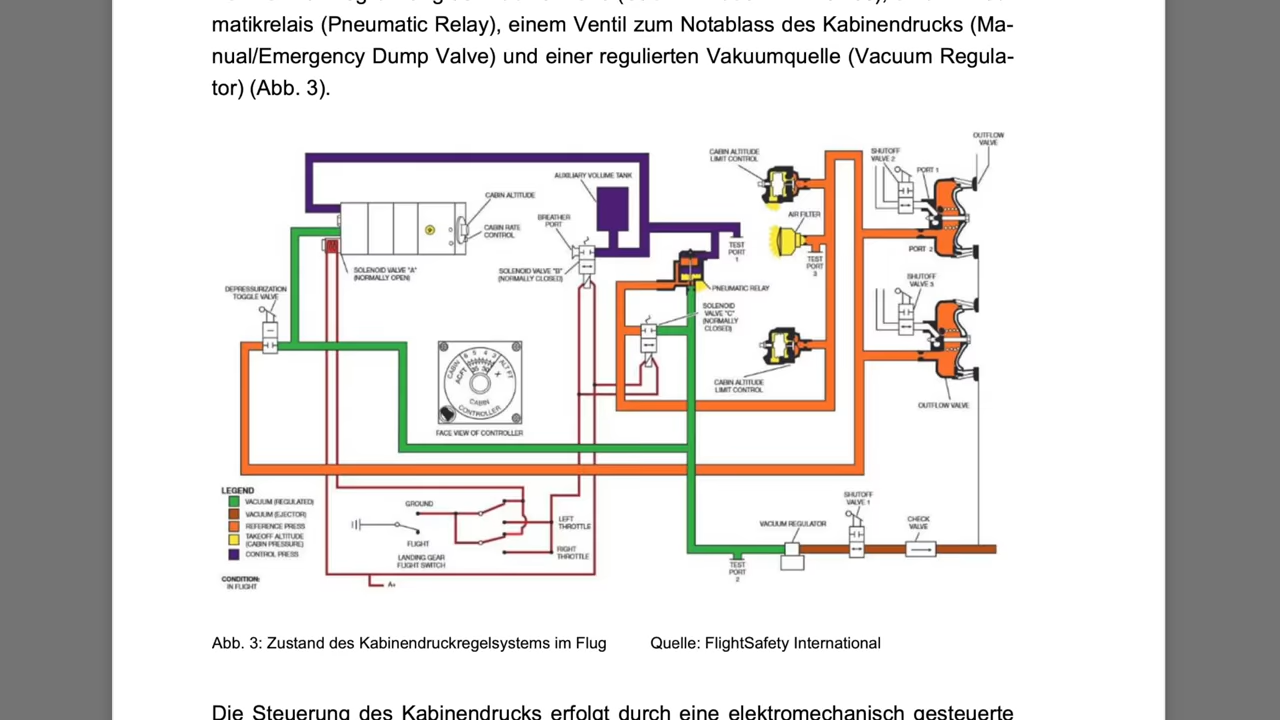 matikrelais (Pneumatic Relay), einem Ventil zum Notablass des Kabinendrucks (Ma-
nual/Emergency Dump Valve) und einer regulierten Vakuumquelle (Vacuum Regula-
tor) (Abb. 3).
OUTFLOW
VALVE
CABIN ALTITUDE
LIMIT CONTROL
SHUTOFF
VALVE 2
PORT 1
AUXILIARY VOLUME TANK
CABIN ALTITUDE
CABIN RATE
CONTROL
BREATHER
PORT
AIR FILTER
TEST
PORT
1
TEST
PORT
3
PORT 2
SOLENOID VALVE "A"
(NORMALLY OPEN)
SOLENOID VALVE "B"
(NORMALLY CLOSED)
SHUTOFF
VALVE 3
DEPRESSURIZATION
TOGGLE VALVE
PNEUMATIC RELAY
SOLENOID
VALVE "C"
(NORMALLY
CLOSED)
CABIN
ALT FT
CABIN
CONTROLLER
FACE VIEW OF CONTROLLER
CABIN ALTITUDE
LIMIT CONTROL
OUTFLOW VALVE
LEGEND
VACUUM (REGULATED)
VACUUM (EJECTOR)
REFERENCE PRESS
TAKEOFF ALTITUDE
(CABIN PRESSURE)
CONTROL PRESS
CONDITION:
IN FLIGHT
GROUND
FLIGHT
LANDING GEAR
FLIGHT SWITCH
LEFT
THROTTLE
RIGHT
THROTTLE
A+
SHUTOFF
VALVE 1
VACUUM REGULATOR
CHECK
VALVE
TEST
PORT
2
Abb. 3: Zustand des Kabinendruckregelsystems im Flug Quelle: FlightSafety International
Die Steuerung des Kabinendrucks erfolgt durch eine elektromechanisch gesteuerte